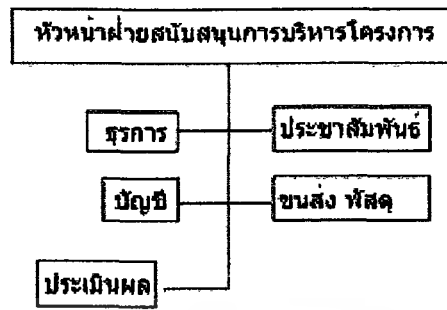 หัวหน้าฝ่ายสนับสนุนการบริหารโครงการ
ธุรการ
ประชาสัมพันธ์
บัญชี
ขนส่ง พัสดุ
ประเมินผล